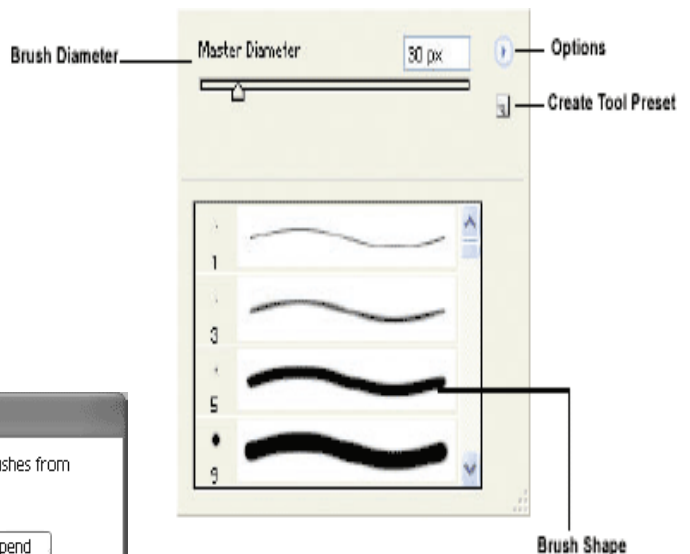 Brush Diameter
Master Diameter
30 px
Options
Create Tool Preset
1
3
5
9
Brush Shape
ushes from
pend